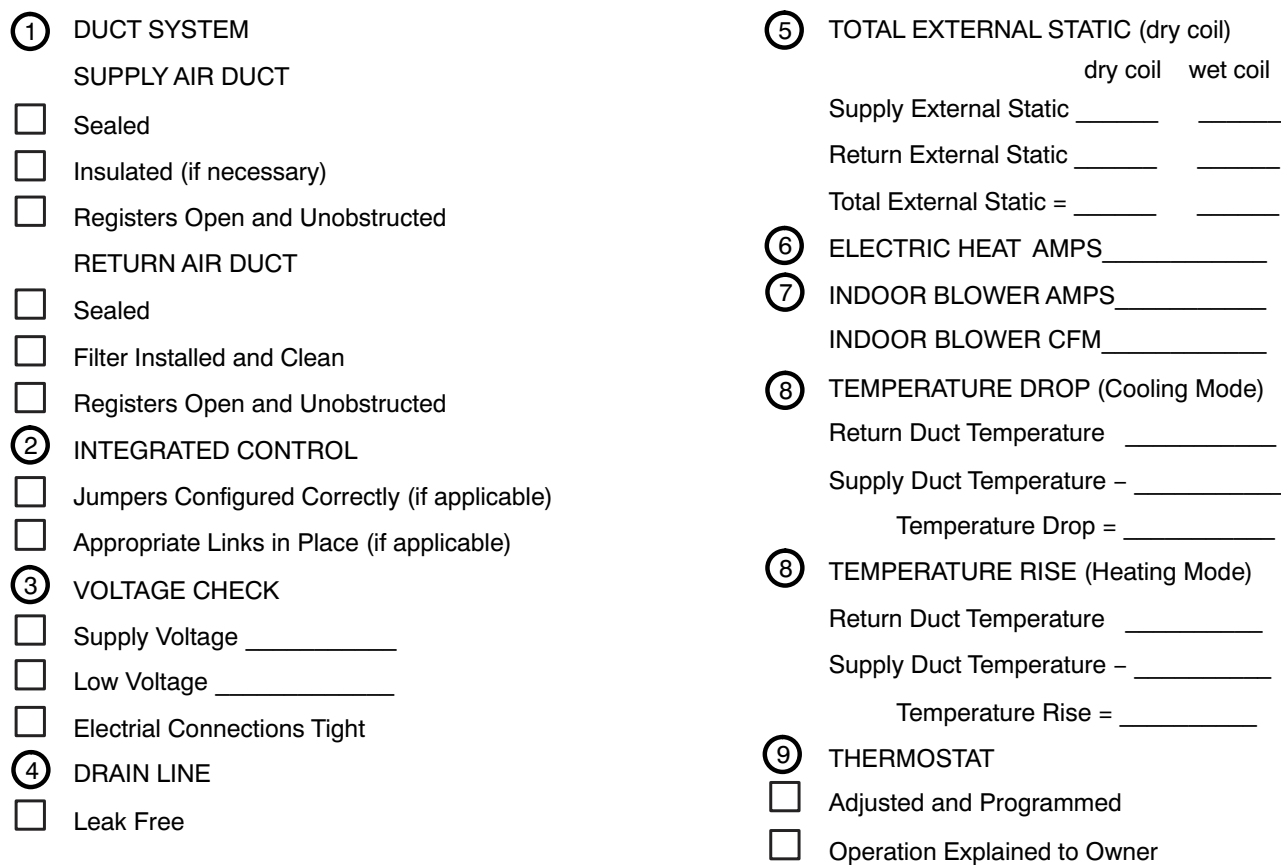 1 DUCT SYSTEM
SUPPLY AIR DUCT
Sealed
Insulated (if necessary)
Registers Open and Unobstructed
RETURN AIR DUCT
Sealed
Filter Installed and Clean
Registers Open and Unobstructed
2 INTEGRATED CONTROL
Jumpers Configured Correctly (if applicable)
Appropriate Links in Place (if applicable)
3 VOLTAGE CHECK
Supply Voltage ___________
Low Voltage _____________
Electrial Connections Tight
4 DRAIN LINE
Leak Free
5 TOTAL EXTERNAL STATIC (dry coil)
dry coil wet coil
Supply External Static ______ ______
Return External Static ______ ______
Total External Static = ______ ______
6 ELECTRIC HEAT AMPS____________
7 INDOOR BLOWER AMPS___________
INDOOR BLOWER CFM____________
8 TEMPERATURE DROP (Cooling Mode)
Return Duct Temperature ___________
Supply Duct Temperature – ___________
Temperature Drop = ___________
8 TEMPERATURE RISE (Heating Mode)
Return Duct Temperature __________
Supply Duct Temperature – __________
Temperature Rise = __________
9 THERMOSTAT
Adjusted and Programmed
Operation Explained to Owner